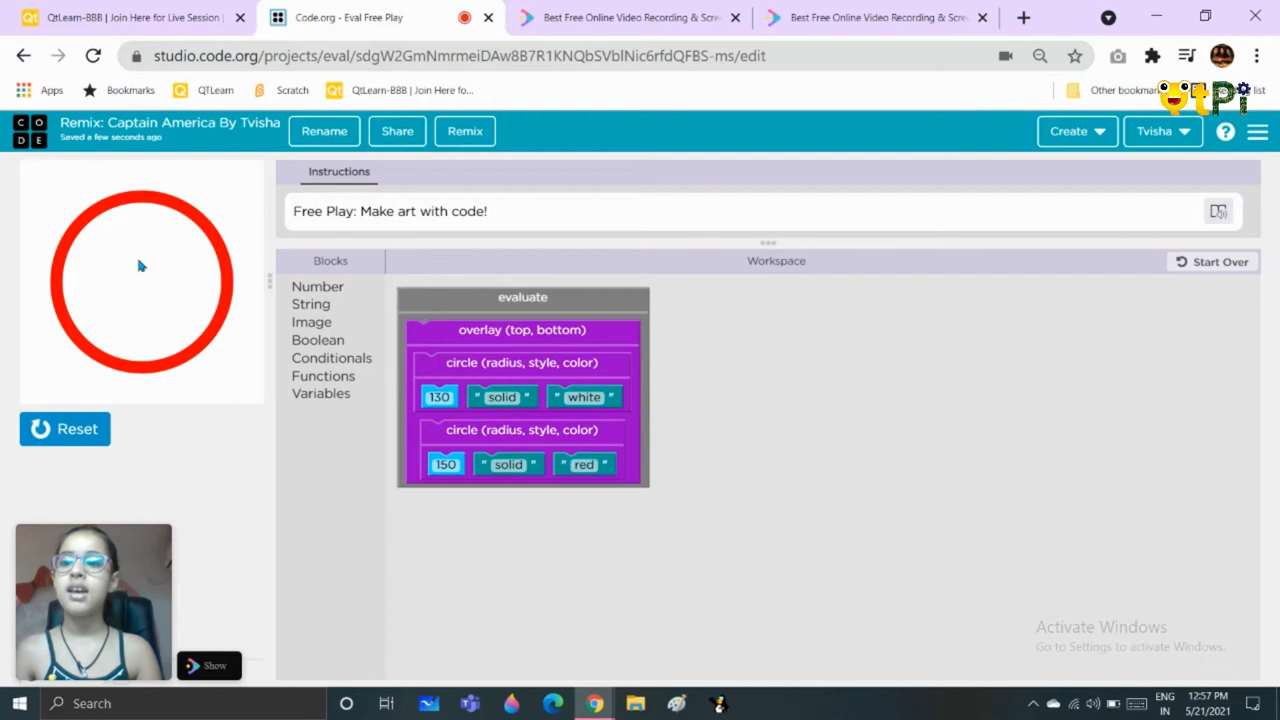 QtLearn-BBB | Join Here for Live Session |
Code.org - Eval Free Play
Best Free Online Video Recording & Scre
Best Free Online Video Recording & Scre
studio.code.org/projects/eval/sdgW2GmNmrmeiDAw8B7R1KNQbSVblNic6rfdQFBS-ms/edit
Apps
Bookmarks
QTLearn
Scratch
QtLearn-BBB | Join Here fo...
Other bookmarks
list
QtPi
CODE
Remix: Captain America By Tvisha
Saved a few seconds ago
Rename
Share
Remix
Create
Tvisha
?
Instructions
Free Play: Make art with code!
Blocks
Workspace
Start Over
Number
String
Image
Boolean
Conditionals
Functions
Variables
evaluate
overlay (top, bottom)
circle (radius, style, color)
130 " solid " " white "
circle (radius, style, color)
150 " solid " " red "
Reset
Show
Activate Windows
Go to Settings to activate Windows.
Search
ENG
IN
12:57 PM
5/21/2021